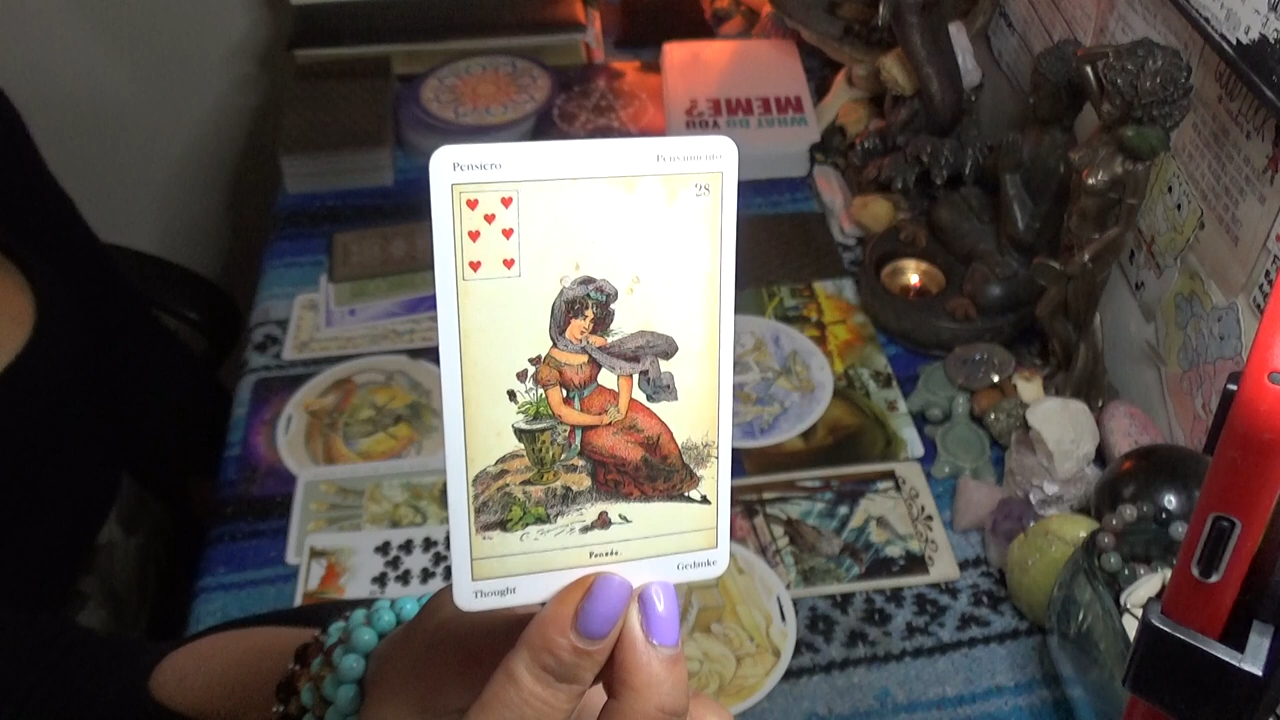 WHAT DO YOU
MEME?
Pensiero
Pensamiento
28
Pensée.
Gedanke
Thought